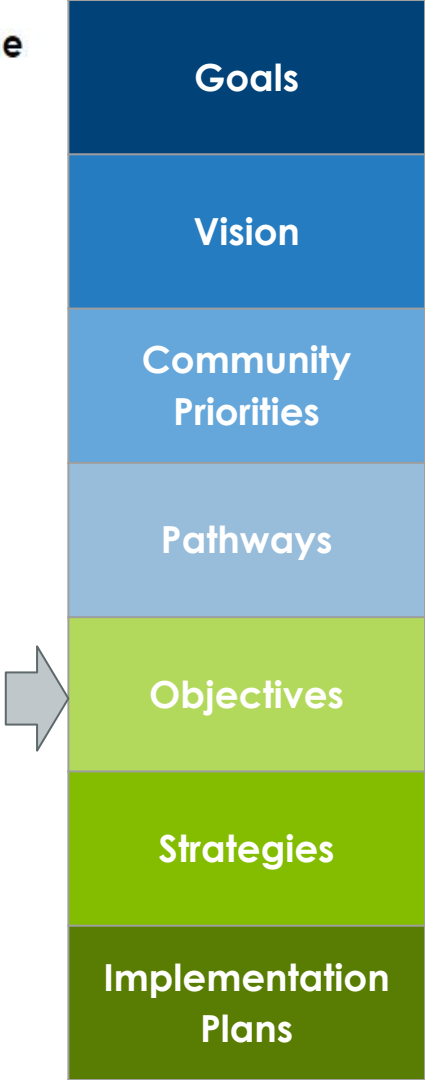 e
Goals
Vision
Community
Priorities
Pathways
Objectives
Strategies
Implementation
Plans